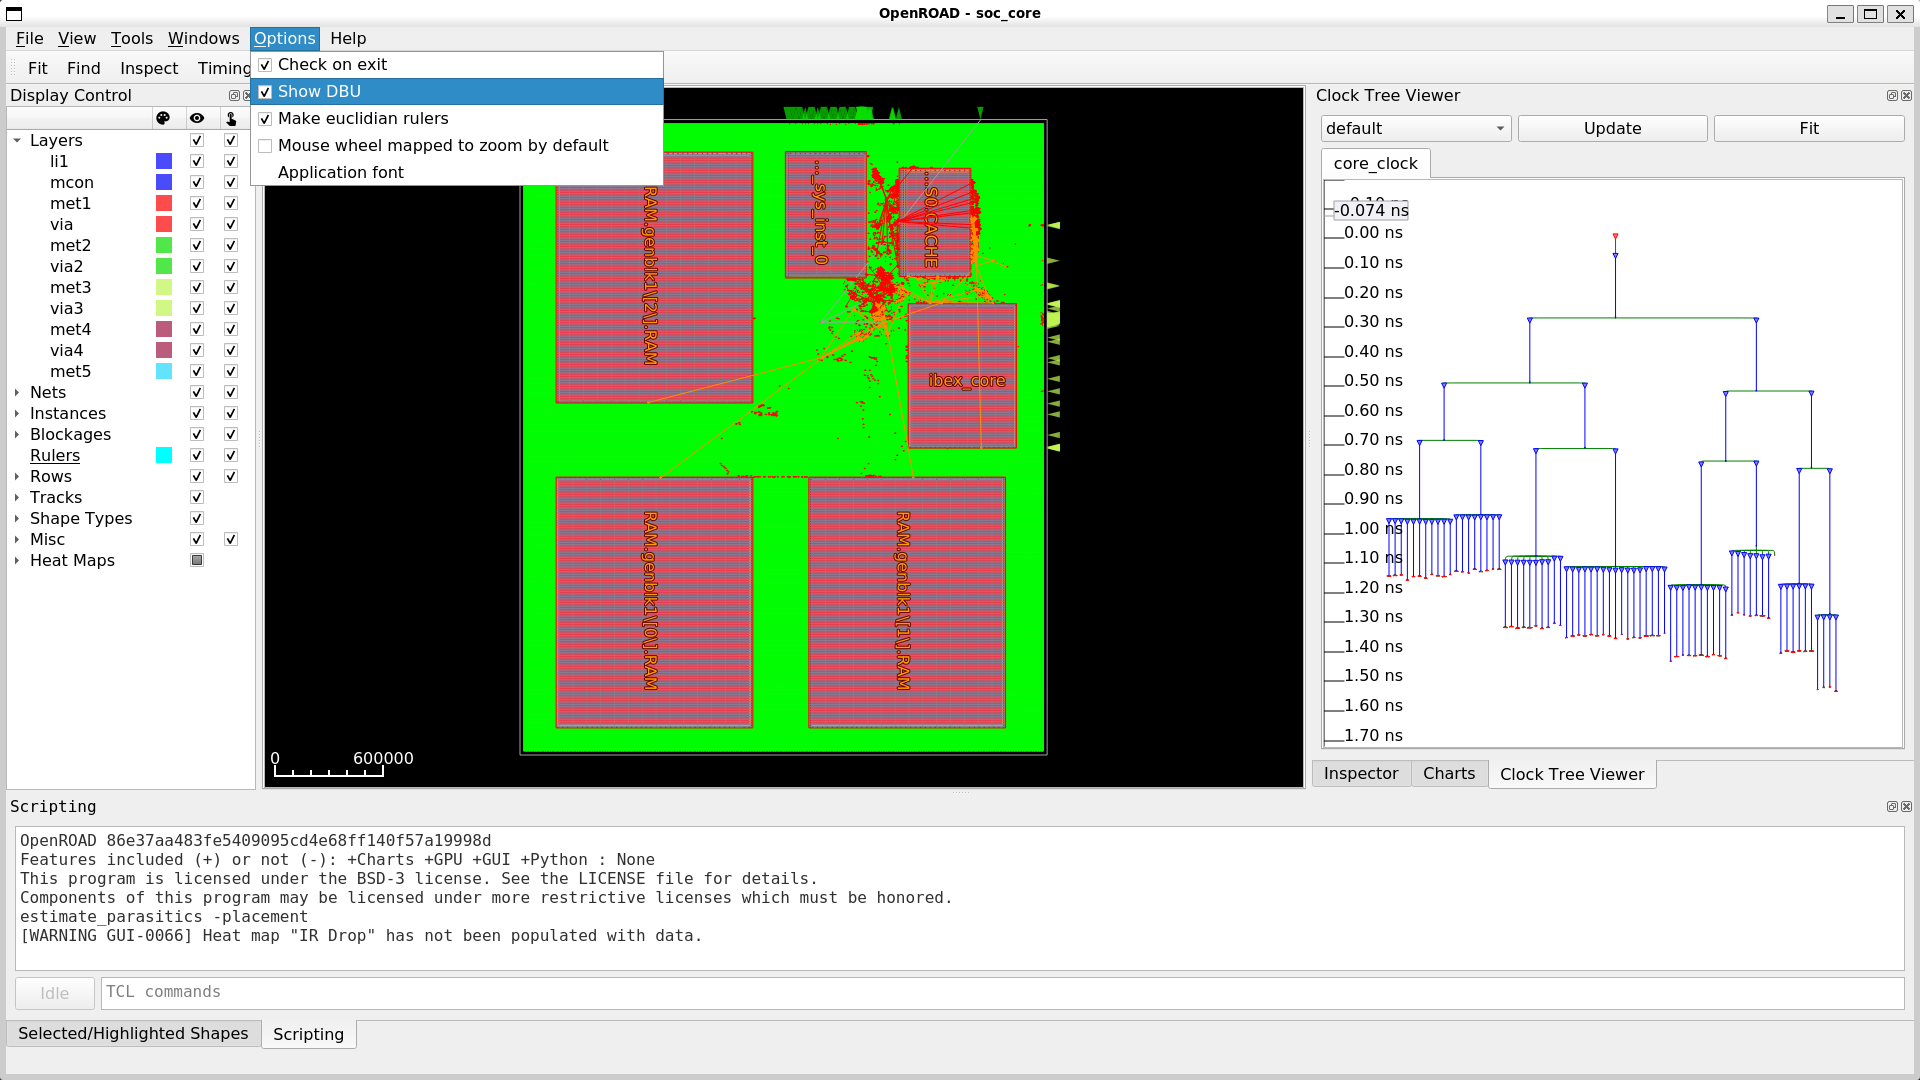 OpenROAD - soc_core
File View Tools Windows Options Help
Fit Find Inspect Timing
Check on exit
Show DBU
Make euclidian rulers
Mouse wheel mapped to zoom by default
Application font
Display Control
Layers
li1
mcon
met1
via
met2
via2
met3
via3
met4
via4
met5
Nets
Instances
Blockages
Rulers
Rows
Tracks
Shape Types
Misc
Heat Maps
RAM.genblk1\[2\].RAM
..._sys_inst_0
...S0.CACHE
ibex_core
RAM.genblk1\[0\].RAM
RAM.genblk1\[1\].RAM
0 600000
Clock Tree Viewer
default Update Fit
core_clock
-0.074 ns
0.00 ns
0.10 ns
0.20 ns
0.30 ns
0.40 ns
0.50 ns
0.60 ns
0.70 ns
0.80 ns
0.90 ns
1.00 ns
1.10 ns
1.20 ns
1.30 ns
1.40 ns
1.50 ns
1.60 ns
1.70 ns
Inspector Charts Clock Tree Viewer
Scripting
OpenROAD 86e37aa483fe5409095cd4e68ff140f57a19998d
Features included (+) or not (-): +Charts +GPU +GUI +Python : None
This program is licensed under the BSD-3 license. See the LICENSE file for details.
Components of this program may be licensed under more restrictive licenses which must be honored.
estimate_parasitics -placement
[WARNING GUI-0066] Heat map "IR Drop" has not been populated with data.
Idle TCL commands
Selected/Highlighted Shapes Scripting